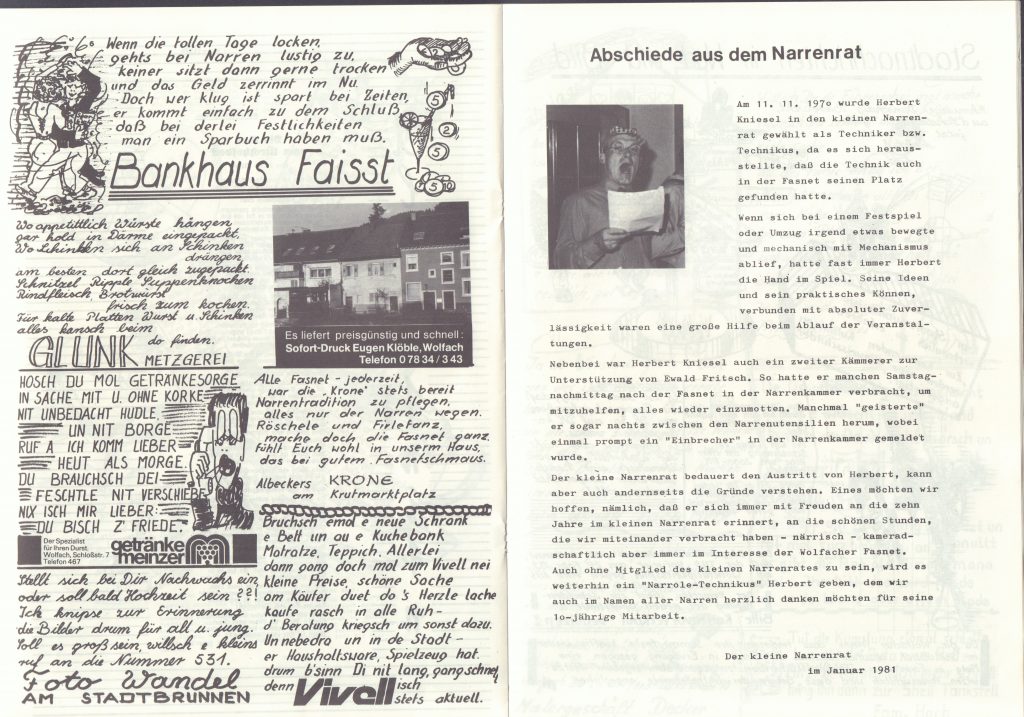 Wenn die tollen Tage locken,
gehts bei Narren lustig zu,
keiner sitzt dann gerne trocken
und das Geld zerrinnt im Nu.
Doch wer klug ist spart bei Zeiten,
er kommt einfach zu dem Schluß,
daß bei derlei Festlichkeiten
man ein Sparbuch haben muß.
Bankhaus Faisst
Wo appetittlich Würste hängen
gar hold in Därme eingepackt,
Wo Schinken sich an Schinken
drängen
am besten dort gleich zugepackt.
Schnitzel Ripple Suppenknochen
Rindfleisch Brotwürst
frisch zum kochen.
Für kalte Platten Wurst u. Schinken
alles kansch beim
do finden.
GLUNK
METZGEREI
HOSCH DU MOL GETRÄNKESORGE
IN SACHE MIT U. OHNE KORKE
NIT UNBEDACHT HUDLE,
UN NIT BORGE
RUF A ICH KOMM LIEBER
HEUT ALS MORGE.
DU BRAUCHSCH DEI
FESCHTLE NIT VERSCHIEBE
NIX ISCH MIR LIEBER:
DU BISCH Z' FRIEDE.
Der Spezialist
für Ihren Durst.
Wolfach, Schloßstr. 7
Telefon 467
getränke
meinzer
Stellt sich bei Dir Nachwachs ein,
oder soll bald Hochzeit sein??!
Ick knipse zur Erinnerung
die Bilder drum für all u. jung.
Soll es groß sein, willsch e kleins
ruf an die Nummer 531.
Foto Wandel
AM STADTBRUNNEN
Es liefert preisgünstig und schnell:
Sofort-Druck Eugen Klöble, Wolfach
Telefon 0 78 34 / 3 43
Alle Fasnet - jederzeit,
war die "Krone" stets bereit
Narrentradition zu pflegen,
alles nur der Narren wegen.
Röschele und Firletanz,
mache doch die Fasnet ganz.
Fühlt Euch wohl in unserm Haus,
das bei gutem Fasnetschmaus.
Albeckers KRONE
am Krutmarktplatz
Bruchsch emol e neue Schrank
e Bett un au e Kuchebank
Matratze, Teppich. Allerlei
dann gang doch mol zum Vivell nei
kleine Preise, schöne Sache
am Käufer duet do's Herzle lache
kaufe rasch in alle Ruh-
d' Beratung kriegsch um sonst dazu.
Un nebedra un in de Stadt -
er Haushaltsware, Spielzeug hat.
drum b'sinn Di nit lang, gang schnell
denn Vivell isch
stets aktuell.
Abschiede aus dem Narrenrat
Am 11. 11. 197o wurde Herbert
Kniesel in den kleinen Narren-
rat gewählt als Techniker bzw.
Technikus, da es sich heraus-
stellte, daß die Technik auch
in der Fasnet seinen Platz
gefunden hatte.
Wenn sich bei einem Festspiel
oder Umzug irgend etwas bewegte
und mechanisch mit Mechanismus
ablief, hatte fast immer Herbert
die Hand im Spiel. Seine Ideen
und sein praktisches Können,
verbunden mit absoluter Zuver-
lässigkeit waren eine große Hilfe beim Ablauf der Veranstal-
tungen.
Nebenbei war Herbert Kniesel auch ein zweiter Kämmerer zur
Unterstützung von Ewald Fritsch. So hatte er manchen Samstag-
nachmittag nach der Fasnet in der Narrenkammer verbracht, um
mitzuhelfen, alles wieder einzumotten. Manchmal "geisterte"
er sogar nachts zwischen den Narrenutensilien herum, wobei
einmal prompt ein "Einbrecher" in der Narrenkammer gemeldet
wurde.
Der kleine Narrenrat bedauert den Austritt von Herbert, kann
aber auch andernseits die Gründe verstehen. Eines möchten wir
hoffen, nämlich, daß er sich immer mit Freuden an die zehn
Jahre im kleinen Narrenrat erinnert, an die schönen Stunden,
die wir miteinander verbracht haben - närrisch - kamerad-
schaftlich aber immer im Interesse der Wolfacher Fasnet.
Auch ohne Mitglied des kleinen Narrenrates zu sein, wird es
weiterhin ein "Narrole-Technikus" Herbert geben, dem wir
auch im Namen aller Narren herzlich danken möchten für seine
1o-jährige Mitarbeit.
Der kleine Narrenrat
im Januar 1981